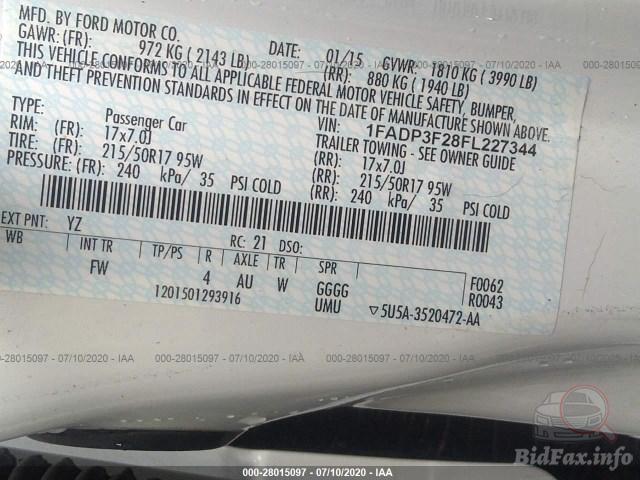 MFD. BY FORD MOTOR CO.
DATE: 01/15 GVWR: 1810 KG ( 3990 LB)
GAWR: (FR): 972 KG ( 2143 LB) (RR): 880 KG ( 1940 LB)
THIS VEHICLE CONFORMS TO ALL APPLICABLE FEDERAL MOTOR VEHICLE SAFETY, BUMPER,
AND THEFT PREVENTION STANDARDS IN EFFECT ON THE DATE OF MANUFACTURE SHOWN ABOVE.
VIN: 1FADP3F28FL227344
TYPE: Passenger Car TRAILER TOWING - SEE OWNER GUIDE
RIM: (FR): 17x7.0J (RR): 17x7.0J
TIRE: (FR): 215/50R17 95W (RR): 215/50R17 95W
PRESSURE: (FR): 240 kPa/ 35 PSI COLD (RR): 240 kPa/ 35 PSI COLD
EXT PNT: YZ RC: 21 DSO:
WB INT TR TP/PS R AXLE TR SPR F0062
FW 4 AU W GGGG R0043
1201501293916 UMU 5U5A-3520472-AA
000-28015097 - 07/10/2020 - IAA
BidFax.info